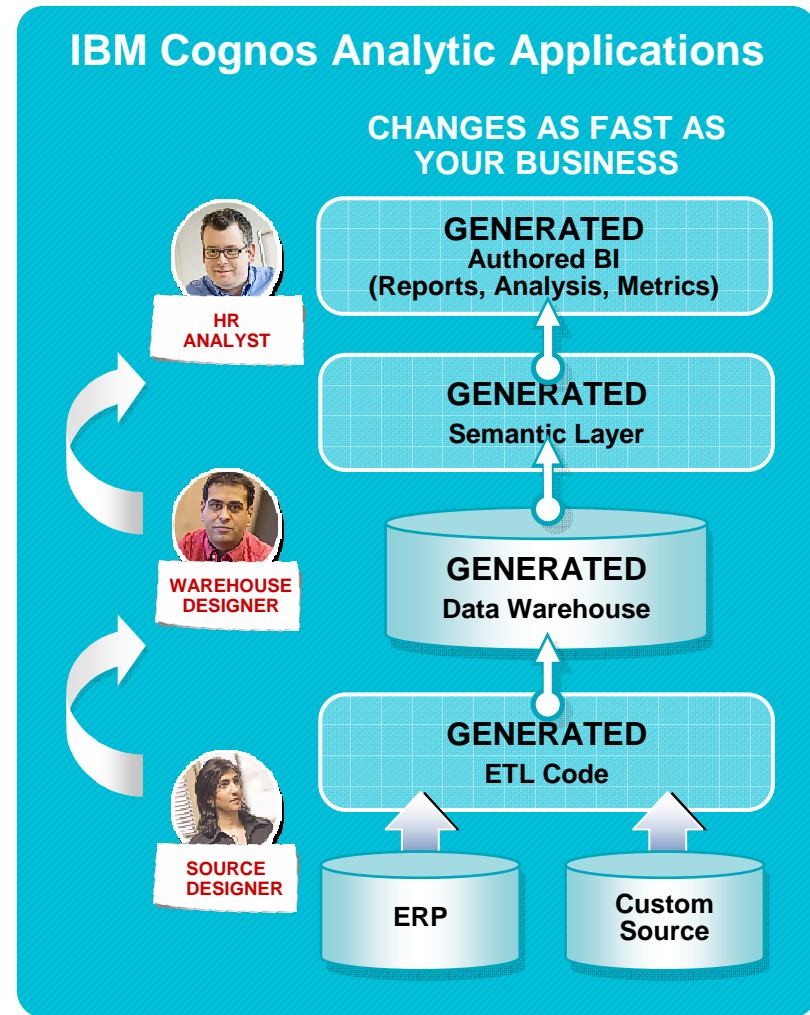 IBM Cognos Analytic Applications
CHANGES AS FAST AS
YOUR BUSINESS
GENERATED
Authored BI
(Reports, Analysis, Metrics)
HR
ANALYST
GENERATED
Semantic Layer
WAREHOUSE
DESIGNER
GENERATED
Data Warehouse
GENERATED
ETL Code
SOURCE
DESIGNER
ERP
Custom
Source